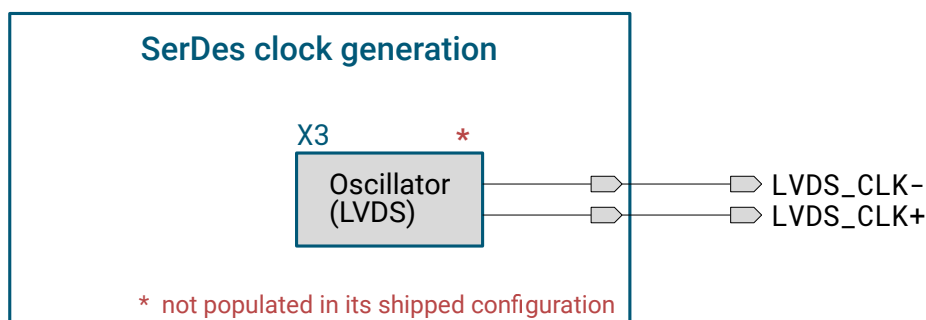 SerDes clock generation
X3 *
Oscillator
(LVDS)
LVDS_CLK-
LVDS_CLK+
* not populated in its shipped configuration